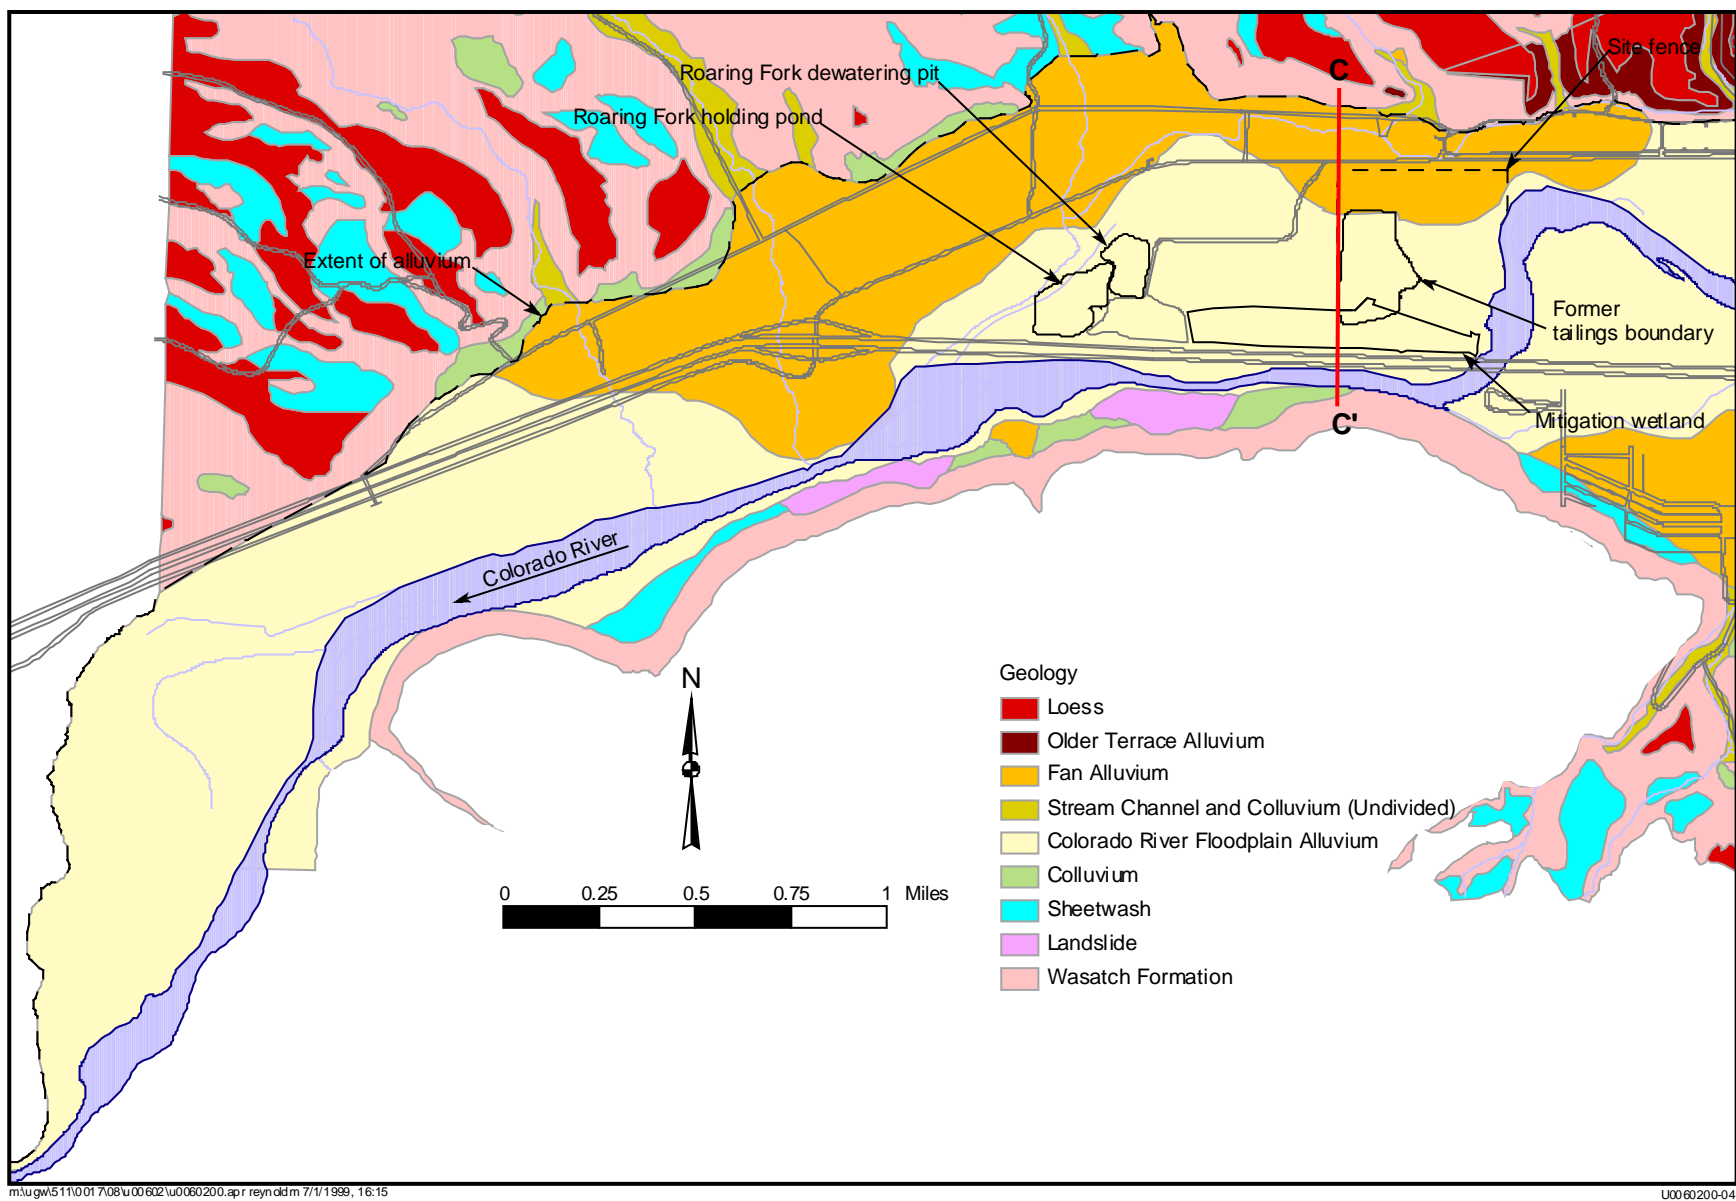 Site fence
C
Roaring Fork dewatering pit
Roaring Fork holding pond
Extent of alluvium
Former
tailings boundary
C'
Mitigation wetland
Colorado River
N
0 0.25 0.5 0.75 1 Miles
Geology
Loess
Older Terrace Alluvium
Fan Alluvium
Stream Channel and Colluvium (Undivided)
Colorado River Floodplain Alluvium
Colluvium
Sheetwash
Landslide
Wasatch Formation
m:\ugw\511\0017\08\u00602\u0060200.apr reynoldm 7/1/1999, 16:15
U0060200-04